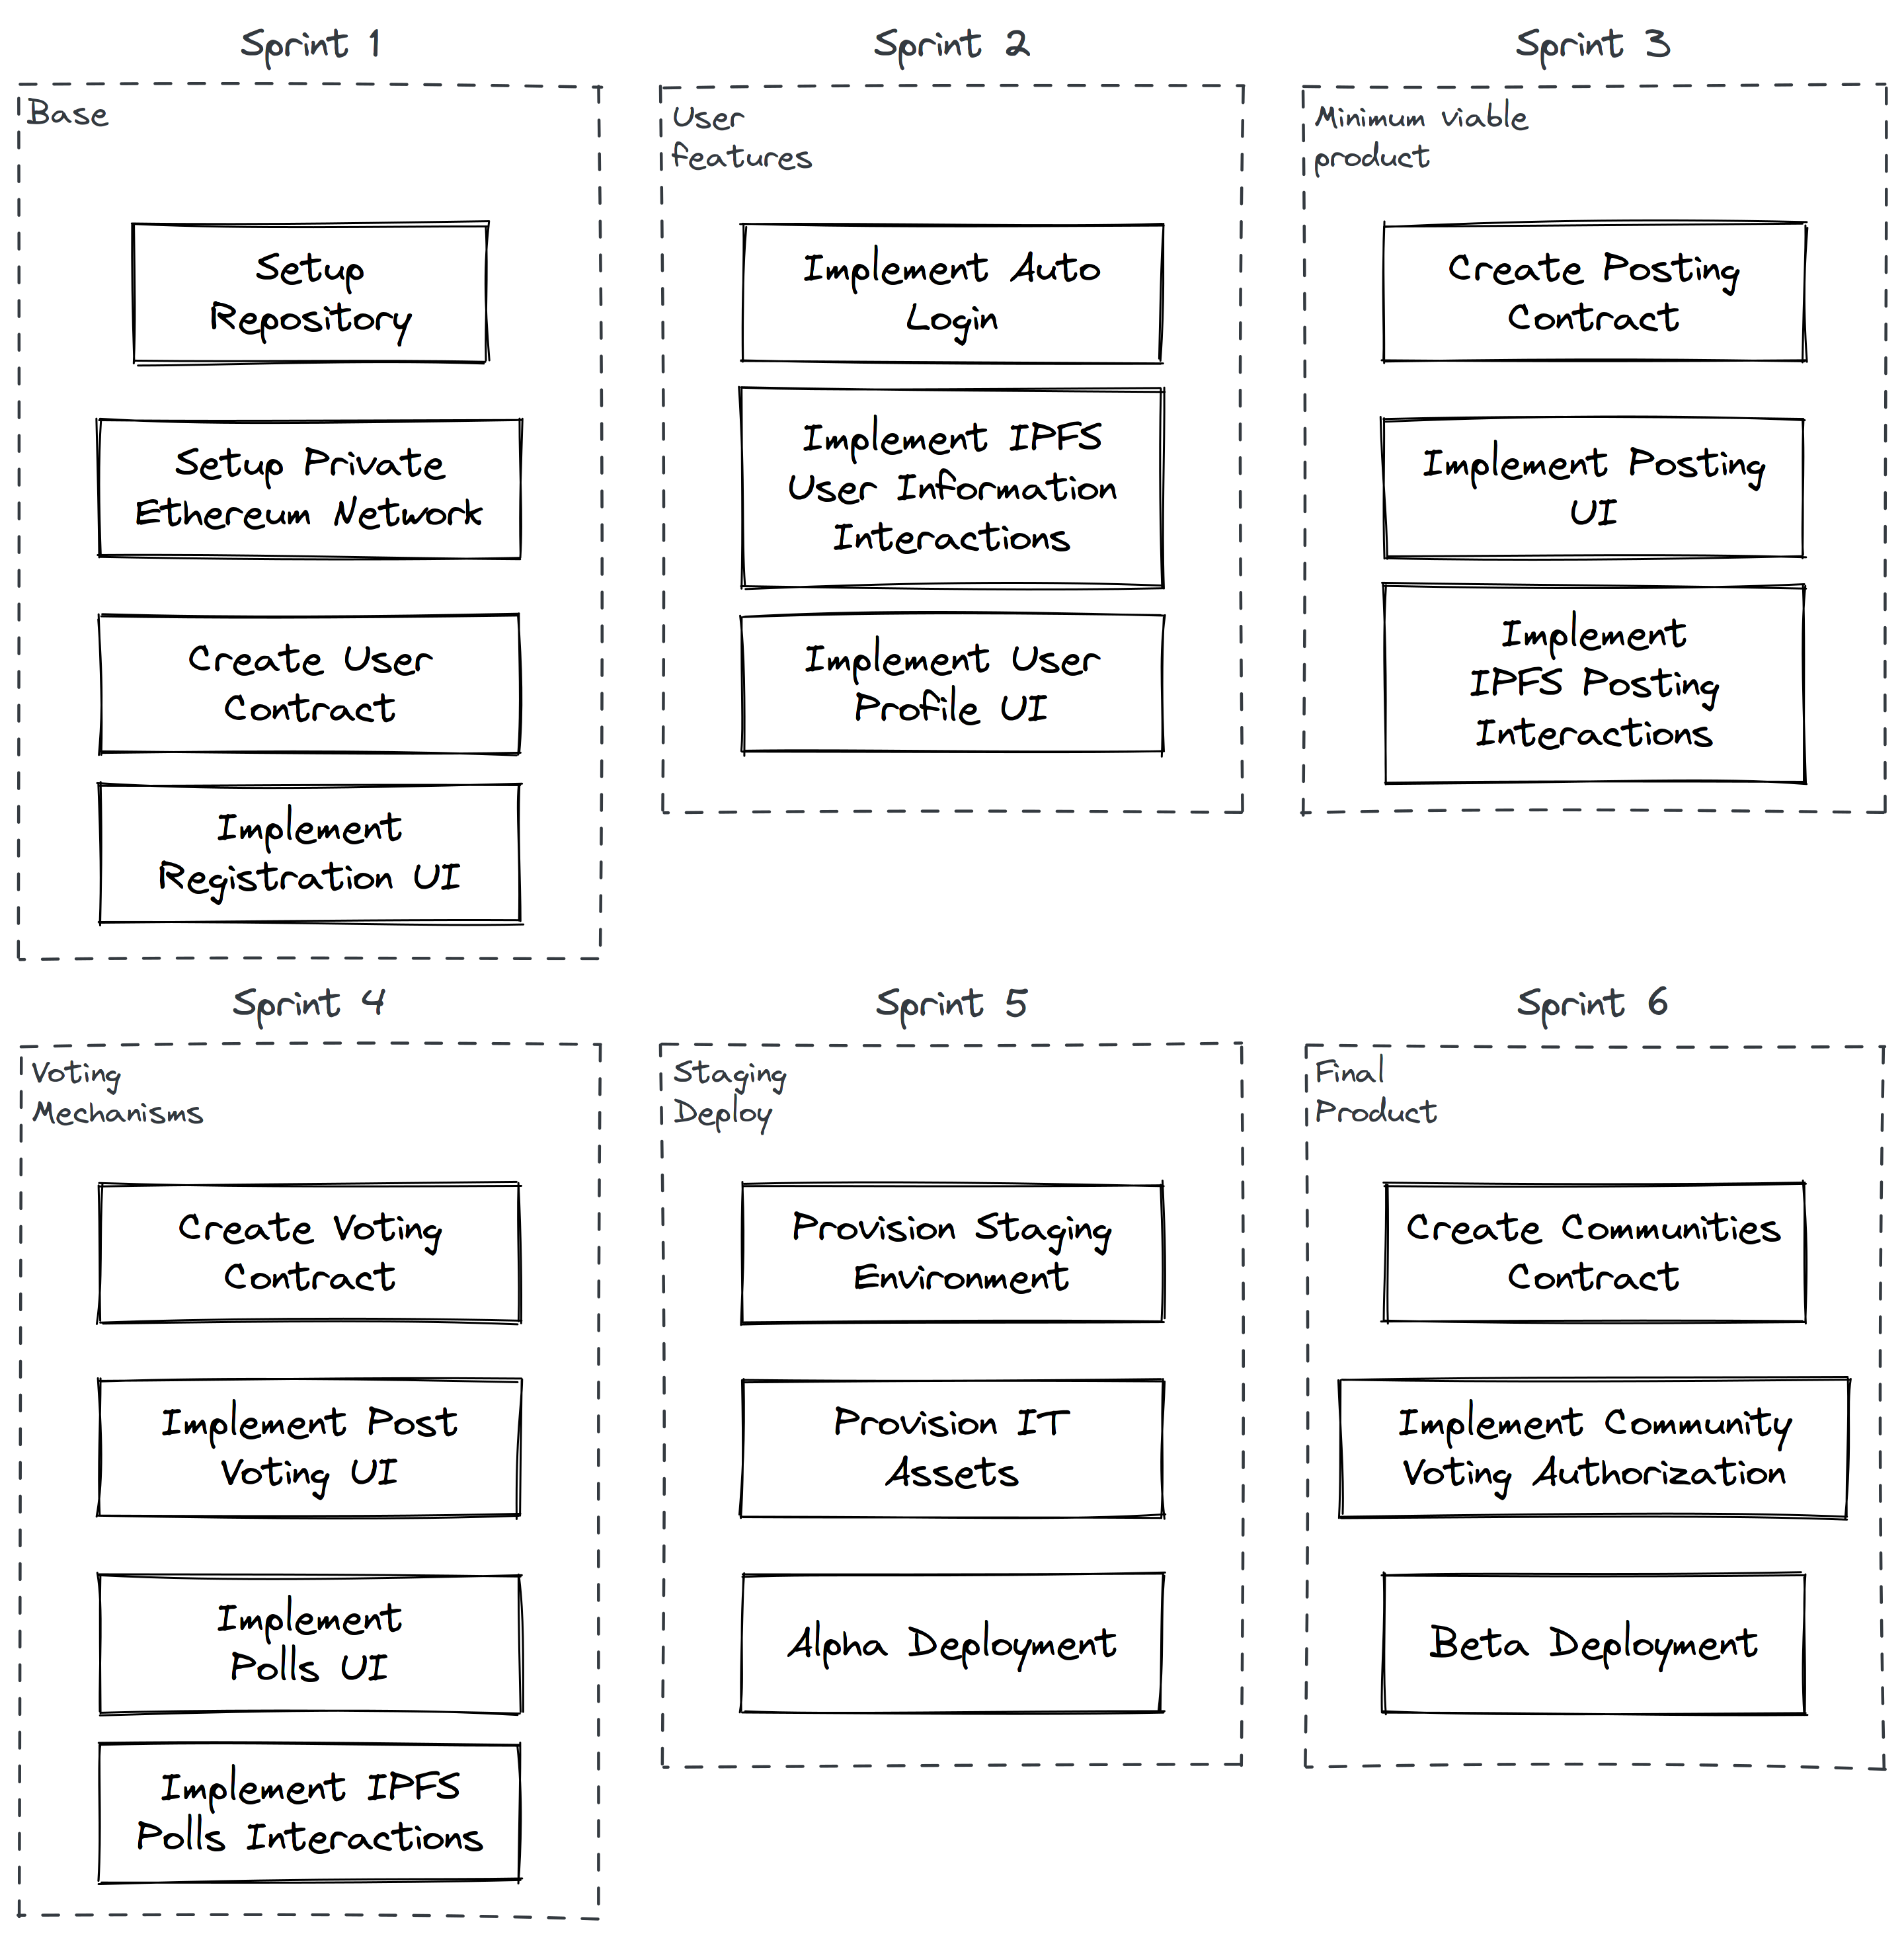 Sprint 1
Base
Setup
Repository
Setup Private
Ethereum Network
Create User
Contract
Implement
Registration UI
Sprint 2
User
features
Implement Auto
Login
Implement IPFS
User Information
Interactions
Implement User
Profile UI
Sprint 3
Minimum viable
product
Create Posting
Contract
Implement Posting
UI
Implement
IPFS Posting
Interactions
Sprint 4
Voting
Mechanisms
Create Voting
Contract
Implement Post
Voting UI
Implement
Polls UI
Implement IPFS
Polls Interactions
Sprint 5
Staging
Deploy
Provision Staging
Environment
Provision IT
Assets
Alpha Deployment
Sprint 6
Final
Product
Create Communities
Contract
Implement Community
Voting Authorization
Beta Deployment